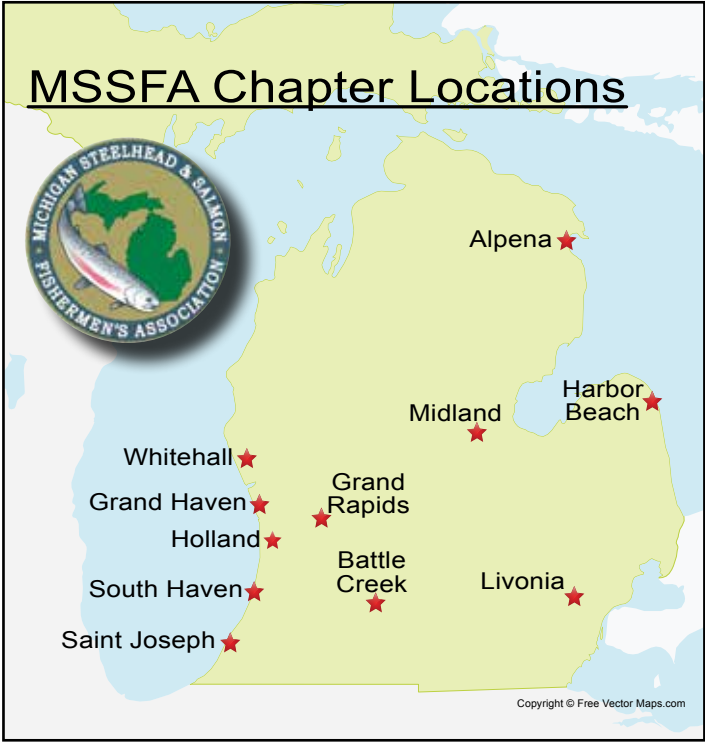 MSSFA Chapter Locations
MICHIGAN STEELHEAD & SALMON
FISHERMEN'S ASSOCIATION
Alpena
Harbor
Beach
Midland
Whitehall
Grand
Rapids
Grand Haven
Holland
Battle
Creek
South Haven
Livonia
Saint Joseph
Copyright © Free Vector Maps.com